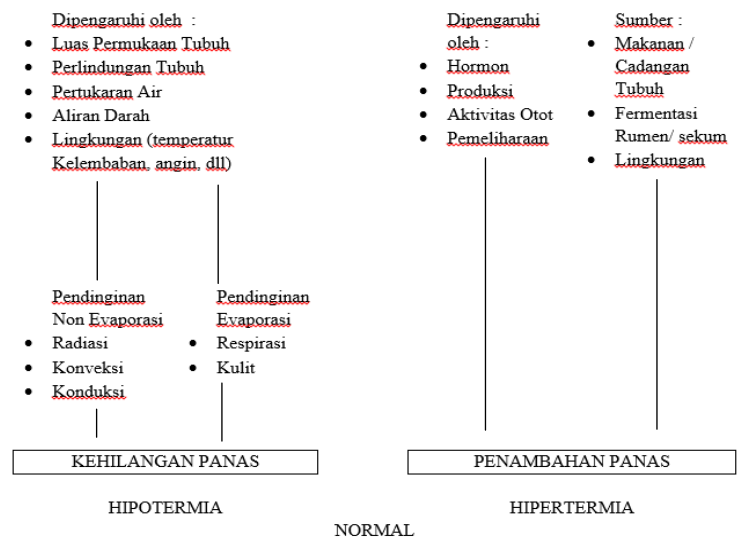 Dipengaruhi oleh :
• Luas Permukaan Tubuh
• Perlindungan Tubuh
• Pertukaran Air
• Aliran Darah
• Lingkungan (temperatur
Kelembaban, angin, dll)
Pendinginan
Non Evaporasi
• Radiasi
• Konveksi
• Konduksi
Pendinginan
Evaporasi
• Respirasi
• Kulit
KEHILANGAN PANAS
HIPOTERMIA
Dipengaruhi
oleh :
• Hormon
• Produksi
• Aktivitas Otot
• Pemeliharaan
Sumber :
• Makanan /
Cadangan
Tubuh
• Fermentasi
Rumen/ sekum
• Lingkungan
PENAMBAHAN PANAS
HIPERTERMIA
NORMAL